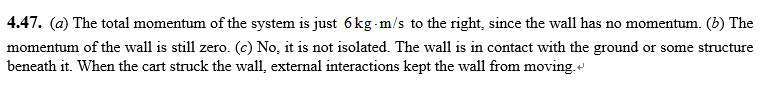 4.47. (a) The total momentum of the system is just 6 kg·m/s to the right, since the wall has no momentum. (b) The
momentum of the wall is still zero. (c) No, it is not isolated. The wall is in contact with the ground or some structure
beneath it. When the cart struck the wall, external interactions kept the wall from moving.↵